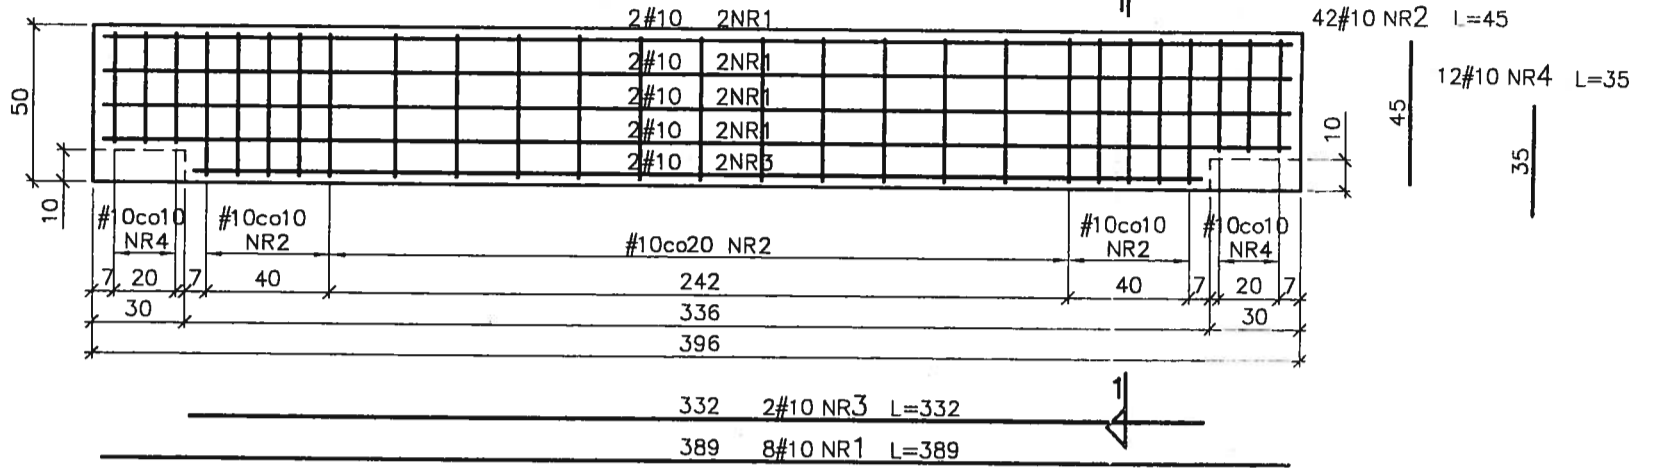 2#10 2NR1
42#10 NR2 L=45
2#10 2NR1
12#10 NR4 L=35
2#10 2NR1
50
45
10
2#10 2NR1
2#10 2NR3
35
10
#10co10 NR4
#10co10 NR2
#10co20 NR2
#10co10 NR2
#10co10 NR4
7 20 7 40 242 40 7 20 7
30 336 30
396
1
332 2#10 NR3 L=332
389 8#10 NR1 L=389